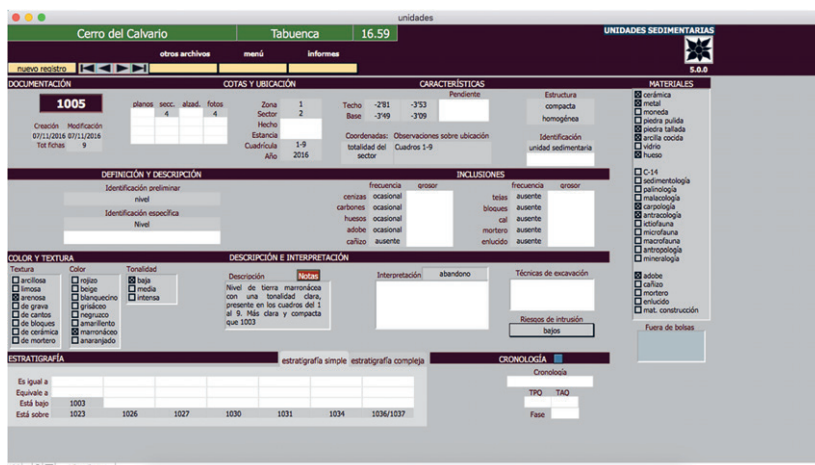 unidades
Cerro del Calvario Tabuenca 16.59 UNIDADES SEDIMENTARIAS
otros archivos menú informes
nuevo registro 5.0.0
DOCUMENTACIÓN COTAS Y UBICACIÓN CARACTERÍSTICAS MATERIALES
1005
Creación Modificación
07/11/2016 07/11/2016
Tot fichas 9
planos secc. alzad. fotos
4 4
Zona 1
Sector 2
Hecho
Estancia
Cuadrícula 1-9
Año 2016
Pendiente
Techo -2'81 -3'53
Base -3'49 -3'09
Coordenadas: Observaciones sobre ubicación
totalidad del sector Cuadros 1-9
Estructura
compacta
homogénea
Identificación
unidad sedimentaria
cerámica
metal
moneda
piedra pulida
piedra tallada
arcilla cocida
vidrio
hueso
C-14
sedimentología
palinología
malacología
carpología
antracología
ictiofauna
microfauna
macrofauna
antropología
mineralogía
adobe
cañizo
mortero
enlucido
mat. construcción
Fuera de bolsas
DEFINICIÓN Y DESCRIPCIÓN INCLUSIONES
Identificación preliminar
nivel
Identificación específica
Nivel
frecuencia grosor frecuencia grosor
cenizas ocasional tejas ausente
carbones ocasional bloques ausente
huesos ocasional cal ausente
adobe ocasional mortero ausente
cañizo ausente enlucido ausente
COLOR Y TEXTURA DESCRIPCIÓN E INTERPRETACIÓN
Textura
arcillosa
limosa
arenosa
de grava
de cantos
de bloques
de cerámica
de mortero
Color
rojizo
beige
blanquecino
grisáceo
negruzco
amarillento
marronáceo
anaranjado
Tonalidad
baja
media
intensa
Descripción Notas
Nivel de tierra marronácea
con una tonalidad clara,
presente en los cuadros del 1
al 9. Más clara y compacta
que 1003
Interpretación abandono
Técnicas de excavación
Riesgos de intrusión
bajos
ESTRATIGRAFÍA estratigrafía simple estratigrafía compleja CRONOLOGÍA
Es igual a
Equivale a
Está bajo 1003
Está sobre 1023 1026 1027 1030 1031 1034 1036/1037
Cronología
TPQ TAQ
Fase